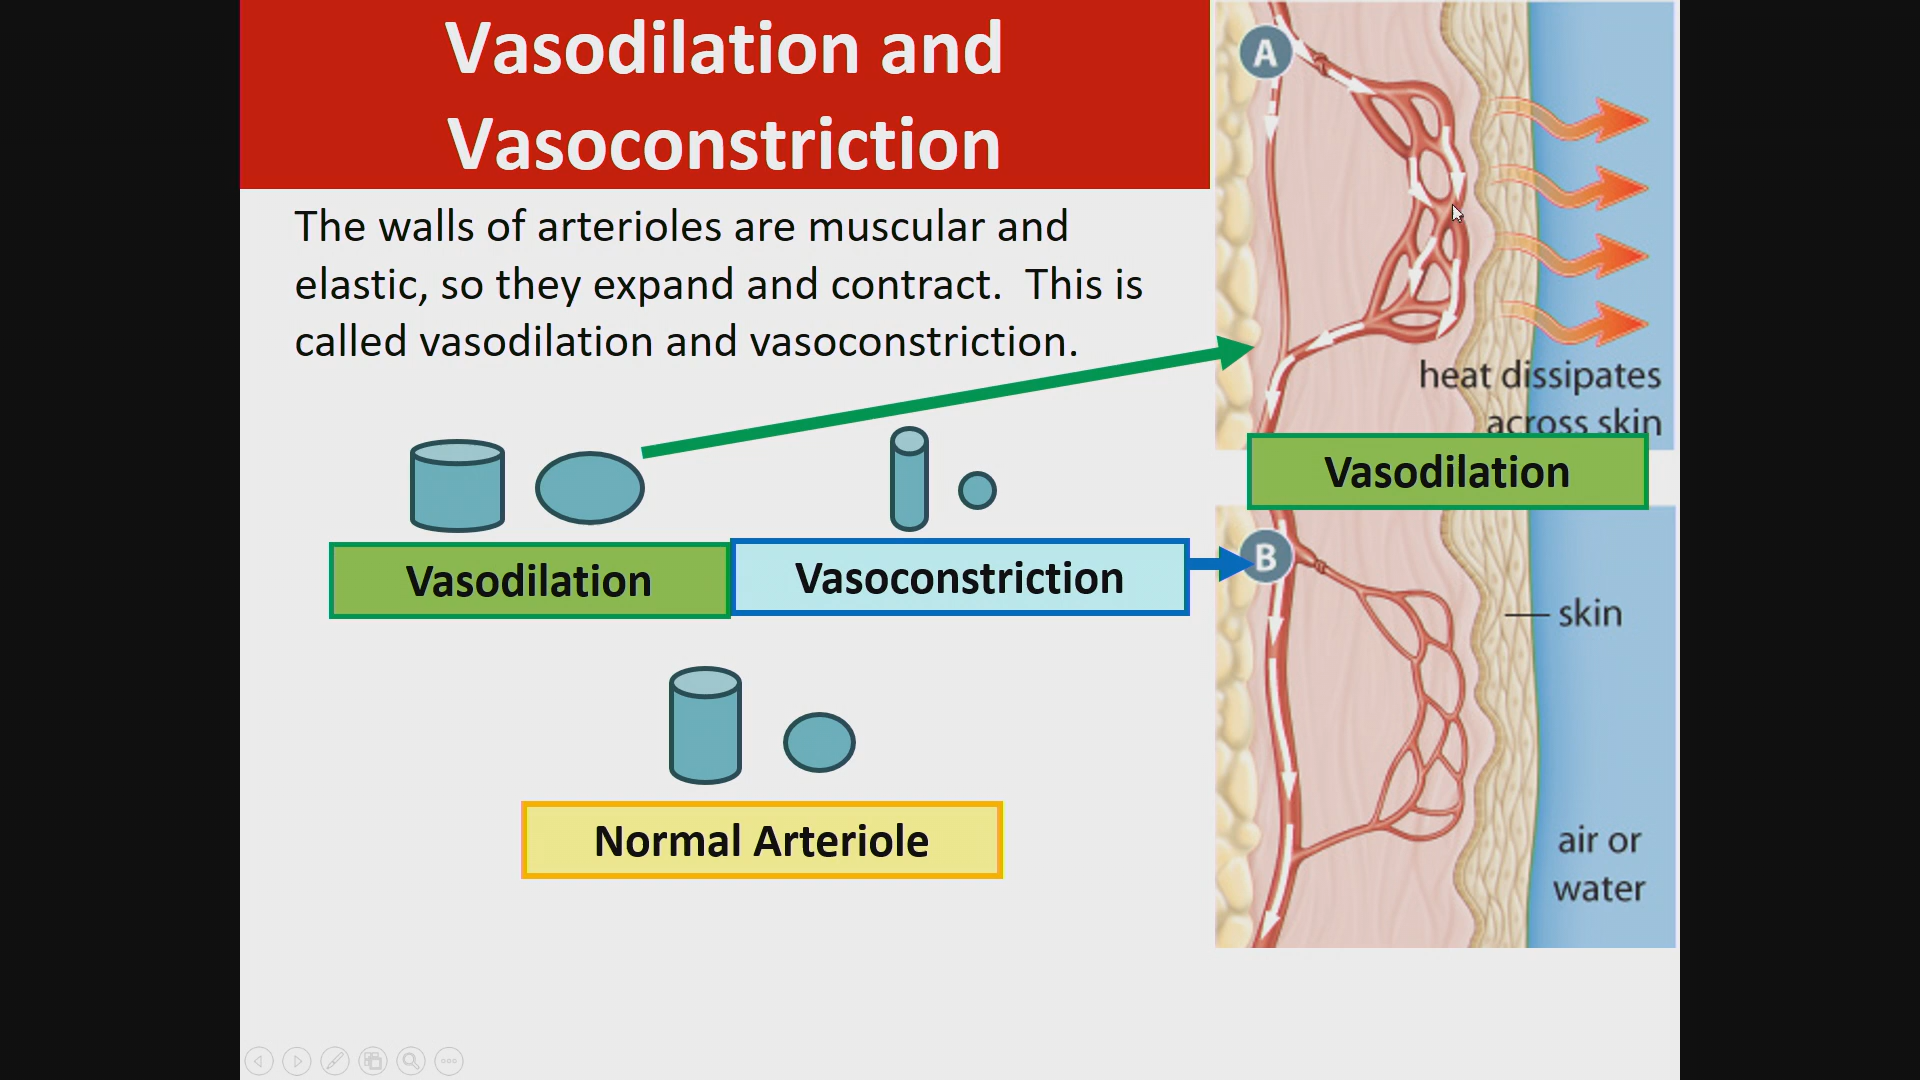 Vasodilation and
Vasoconstriction
The walls of arterioles are muscular and
elastic, so they expand and contract.  This is
called vasodilation and vasoconstriction.
Vasodilation
Vasoconstriction
Normal Arteriole
A
heat dissipates
across skin
Vasodilation
B
skin
air or
water